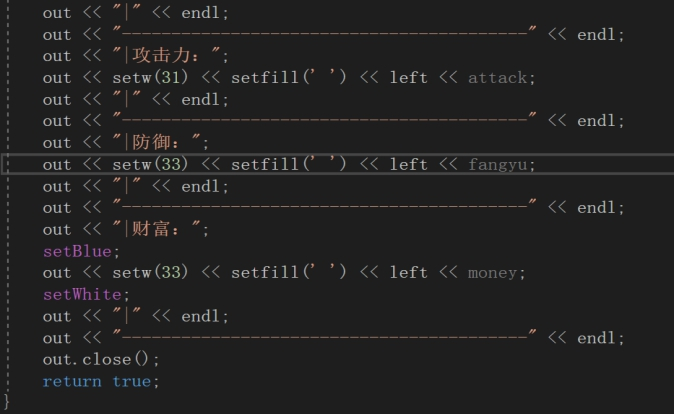 out << "|" << endl;
out << "-----------------------------------------" << endl;
out << "|攻击力：";
out << setw(31) << setfill(' ') << left << attack;
out << "|" << endl;
out << "-----------------------------------------" << endl;
out << "|防御：";
out << setw(33) << setfill(' ') << left << fangyu;
out << "|" << endl;
out << "-----------------------------------------" << endl;
out << "|财富：";
setBlue;
out << setw(33) << setfill(' ') << left << money;
setWhite;
out << "|" << endl;
out << "-----------------------------------------" << endl;
out.close();
return true;
}